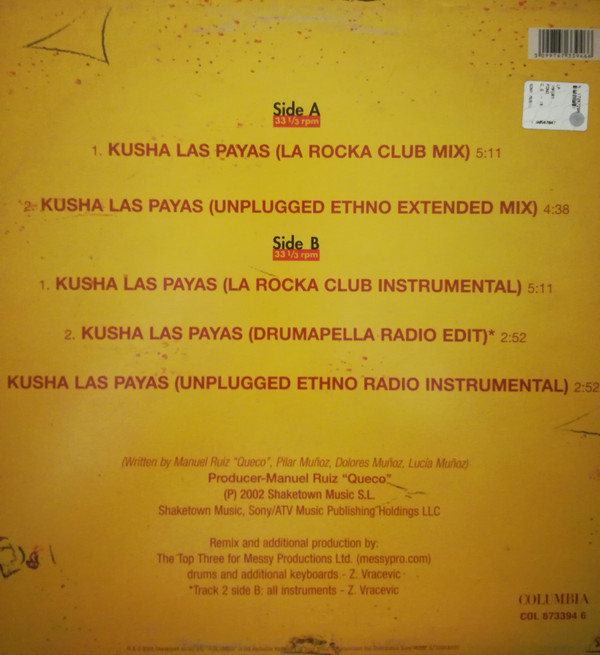 Side A
33 1/3 rpm
1. KUSHA LAS PAYAS (LA ROCKA CLUB MIX) 5:11
2. KUSHA LAS PAYAS (UNPLUGGED ETHNO EXTENDED MIX) 4:38
Side B
33 1/3 rpm
1. KUSHA LAS PAYAS (LA ROCKA CLUB INSTRUMENTAL) 5:11
2. KUSHA LAS PAYAS (DRUMAPELLA RADIO EDIT)* 2:52
KUSHA LAS PAYAS (UNPLUGGED ETHNO RADIO INSTRUMENTAL) 2:52
(Written by Manuel Ruiz "Queco", Pilar Muñoz, Dolores Muñoz, Lucía Muñoz)
Producer-Manuel Ruiz "Queco"
(P) 2002 Shaketown Music S.L.
Shaketown Music, Sony/ATV Music Publishing Holdings LLC
Remix and additional production by:
The Top Three for Messy Productions Ltd. (messypro.com)
drums and additional keyboards - Z. Vracevic
*Track 2 side B: all instruments - Z. Vracevic
COLUMBIA
COL 673394 6